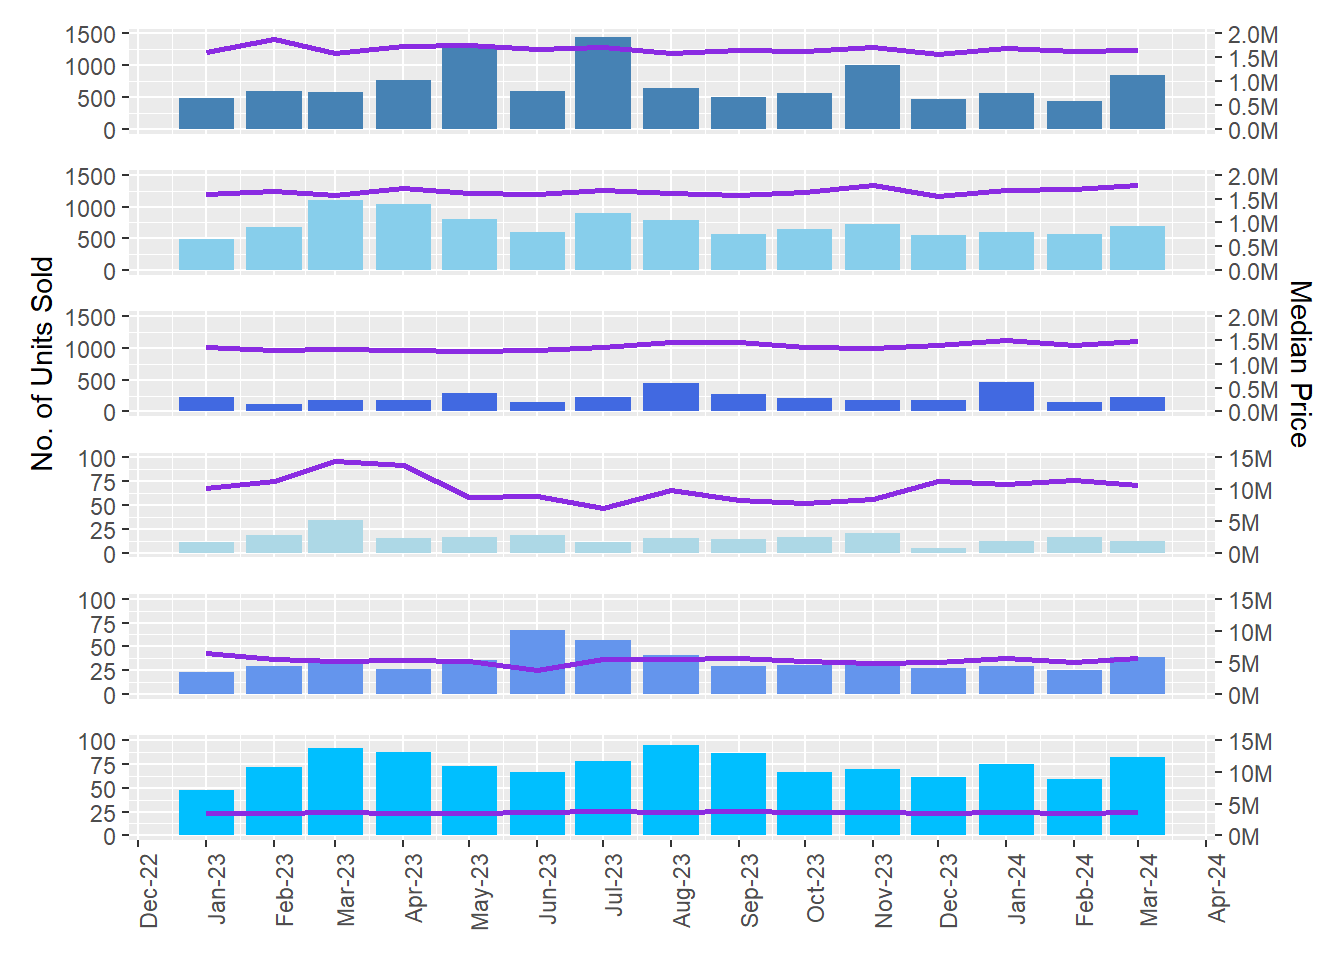 No. of Units Sold
Median Price
1500
1000
500
0
2.0M
1.5M
1.0M
0.5M
0.0M
1500
1000
500
0
2.0M
1.5M
1.0M
0.5M
0.0M
1500
1000
500
0
2.0M
1.5M
1.0M
0.5M
0.0M
100
75
50
25
0
15M
10M
5M
0M
100
75
50
25
0
15M
10M
5M
0M
100
75
50
25
0
15M
10M
5M
0M
Dec-22
Jan-23
Feb-23
Mar-23
Apr-23
May-23
Jun-23
Jul-23
Aug-23
Sep-23
Oct-23
Nov-23
Dec-23
Jan-24
Feb-24
Mar-24
Apr-24